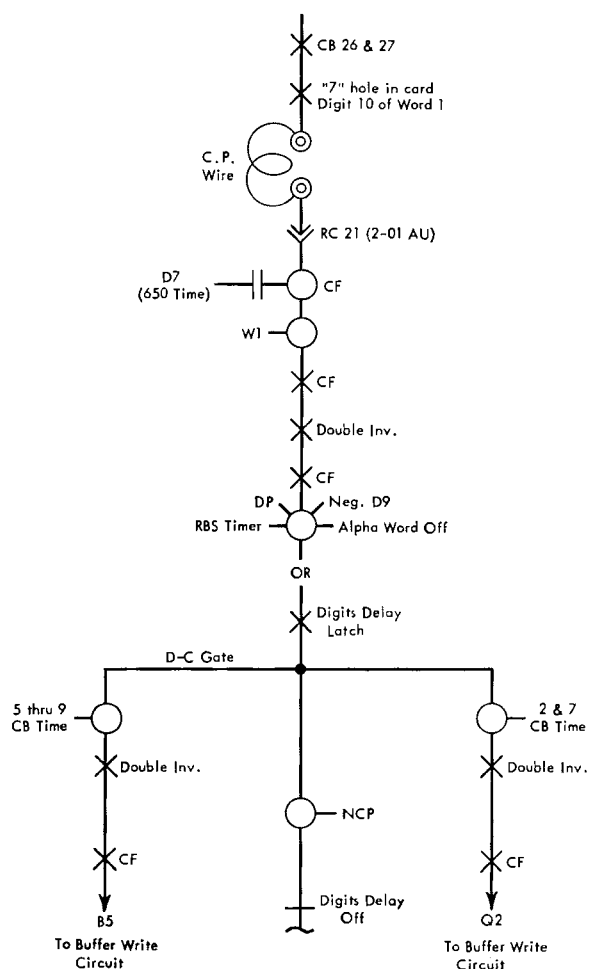 CB 26 & 27
"7" hole in card
Digit 10 of Word 1
C.P.
Wire
RC 21 (2-01 AU)
D7
(650 Time)
CF
W1
CF
Double Inv.
CF
DP
Neg. D9
RBS Timer
Alpha Word Off
OR
Digits Delay
Latch
D-C Gate
5 thru 9
CB Time
2 & 7
CB Time
Double Inv.
Double Inv.
NCP
CF
CF
Digits Delay
Off
B5
Q2
To Buffer Write
Circuit
To Buffer Write
Circuit